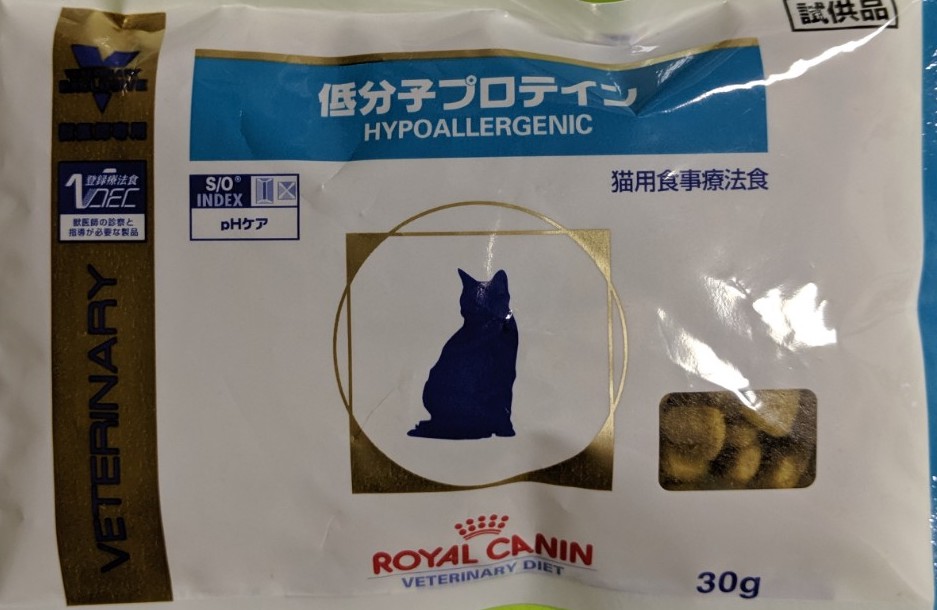 試供品
低分子プロテイン
HYPOALLERGENIC
猫用食事療法食
登録療法食
VDEC
獣医師の診察と
指導が必要な製品
S/O®
INDEX
pHケア
VETERINARY
ROYAL CANIN
VETERINARY DIET
30g